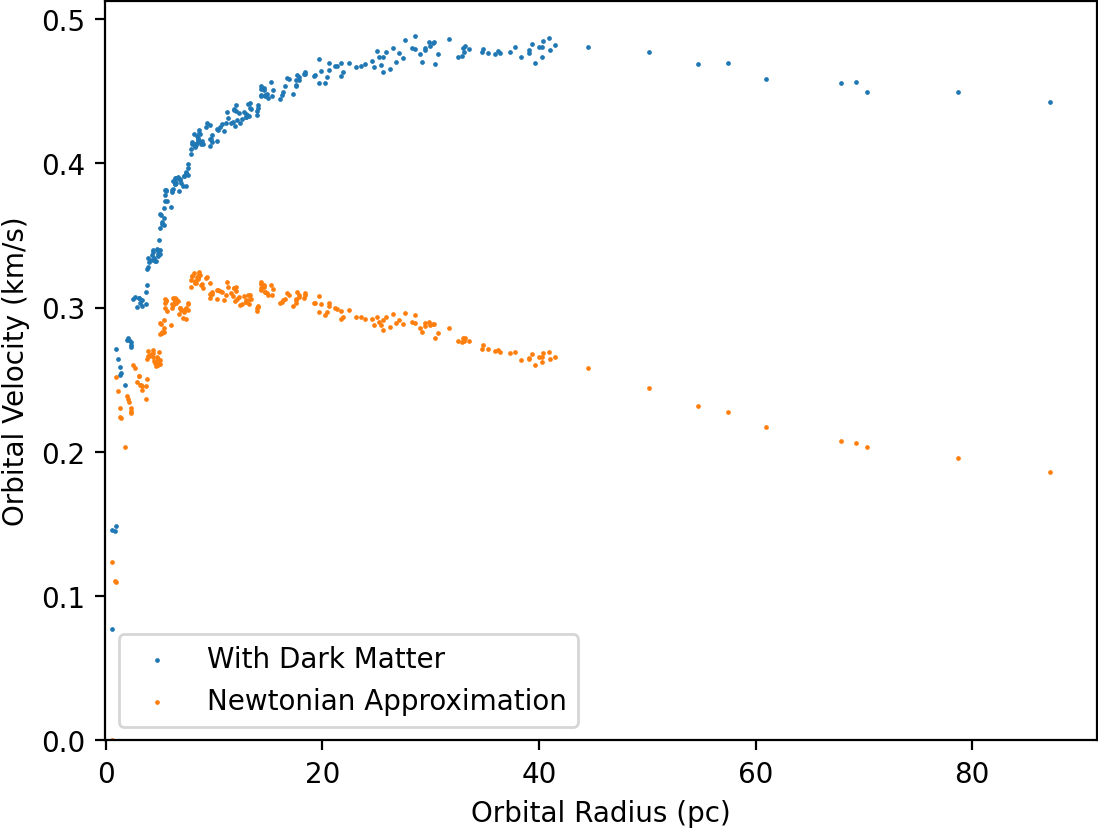 0.5
0.4
0.3
0.2
0.1
0.0
Orbital Velocity (km/s)
With Dark Matter
Newtonian Approximation
0 20 40 60 80
Orbital Radius (pc)